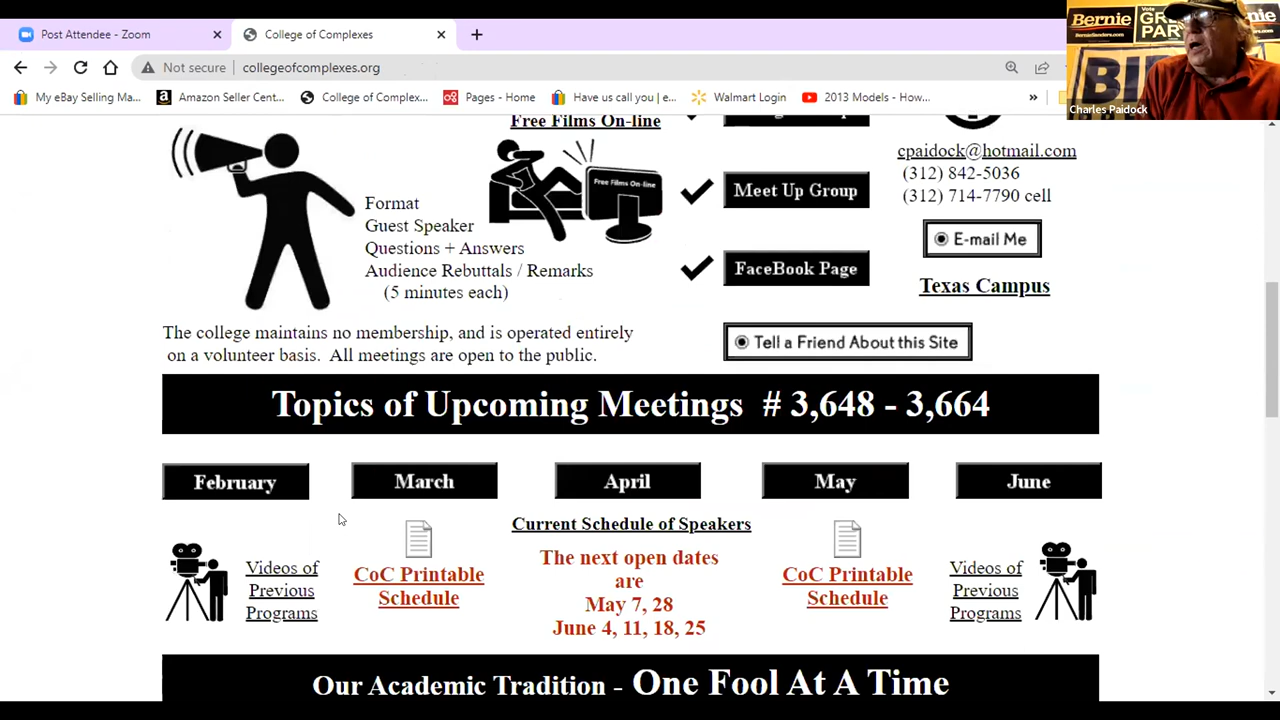 Post Attendee - Zoom
College of Complexes
Not secure
collegeofcomplexes.org
My eBay Selling Ma...
Amazon Seller Cent...
College of Complex...
Pages - Home
Have us call you | e...
Walmart Login
2013 Models - How...
»
Bernie
BernieSanders.com
Vote
Bernie
Charles Paidock
Free Films On-line
Free Films On-line
Format
Guest Speaker
Questions + Answers
Audience Rebuttals / Remarks
(5 minutes each)
Meet Up Group
FaceBook Page
Tell a Friend About this Site
cpaidock@hotmail.com
(312) 842-5036
(312) 714-7790 cell
E-mail Me
Texas Campus
The college maintains no membership, and is operated entirely
on a volunteer basis. All meetings are open to the public.
Topics of Upcoming Meetings # 3,648 - 3,664
February
March
April
May
June
Videos of
Previous
Programs
CoC Printable
Schedule
Current Schedule of Speakers
The next open dates
are
May 7, 28
June 4, 11, 18, 25
CoC Printable
Schedule
Videos of
Previous
Programs
Our Academic Tradition - One Fool At A Time